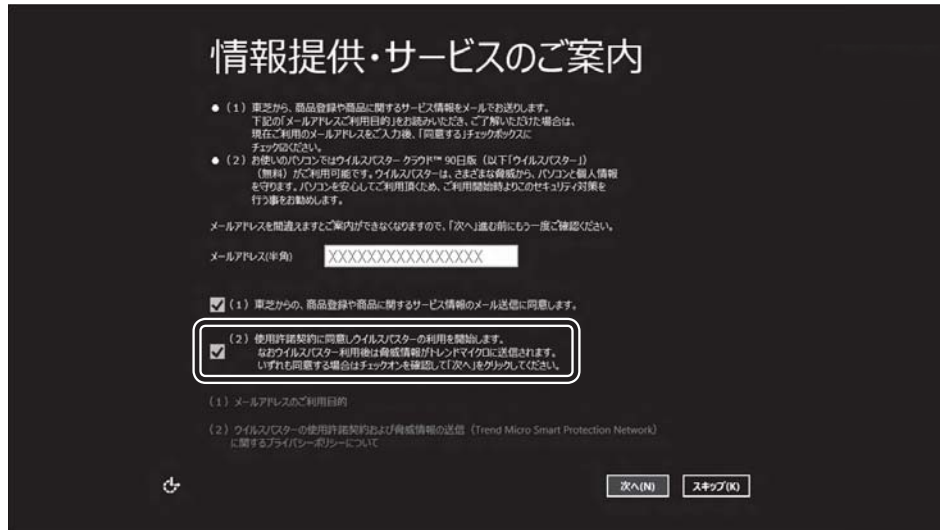 情報提供・サービスのご案内
● (1) 東芝から、商品登録や商品に関するサービス情報をメールでお送りします。
下記の「メールアドレスご利用目的」をお読みいただき、ご了解いただけた場合は、
現在ご利用のメールアドレスをご入力後、「同意する」チェックボックスに
チェック☑ください。
● (2) お使いのパソコンではウイルスバスター クラウド™ 90日版 (以下「ウイルスバスター」)
(無料) がご利用可能です。ウイルスバスターは、さまざまな脅威から、パソコンと個人情報
を守ります。パソコンを安心してご利用頂くため、ご利用開始時よりこのセキュリティ対策を
行う事をお勧めします。
メールアドレスを間違えますとご案内ができなくなりますので、「次へ」進む前にもう一度ご確認ください。
メールアドレス(半角) XXXXXXXXXXXXXXXX
(1) 東芝からの、商品登録や商品に関するサービス情報のメール送信に同意します。
(2) 使用許諾契約に同意しウイルスバスターの利用を開始します。
なおウイルスバスター利用後は脅威情報がトレンドマイクロに送信されます。
いずれも同意する場合はチェックオンを確認して「次へ」をクリックしてください。
(1) メールアドレスのご利用目的
(2) ウイルスバスターの使用許諾契約および脅威情報の送信 (Trend Micro Smart Protection Network)
に関するプライバシーポリシーについて
次へ(N) スキップ(K)